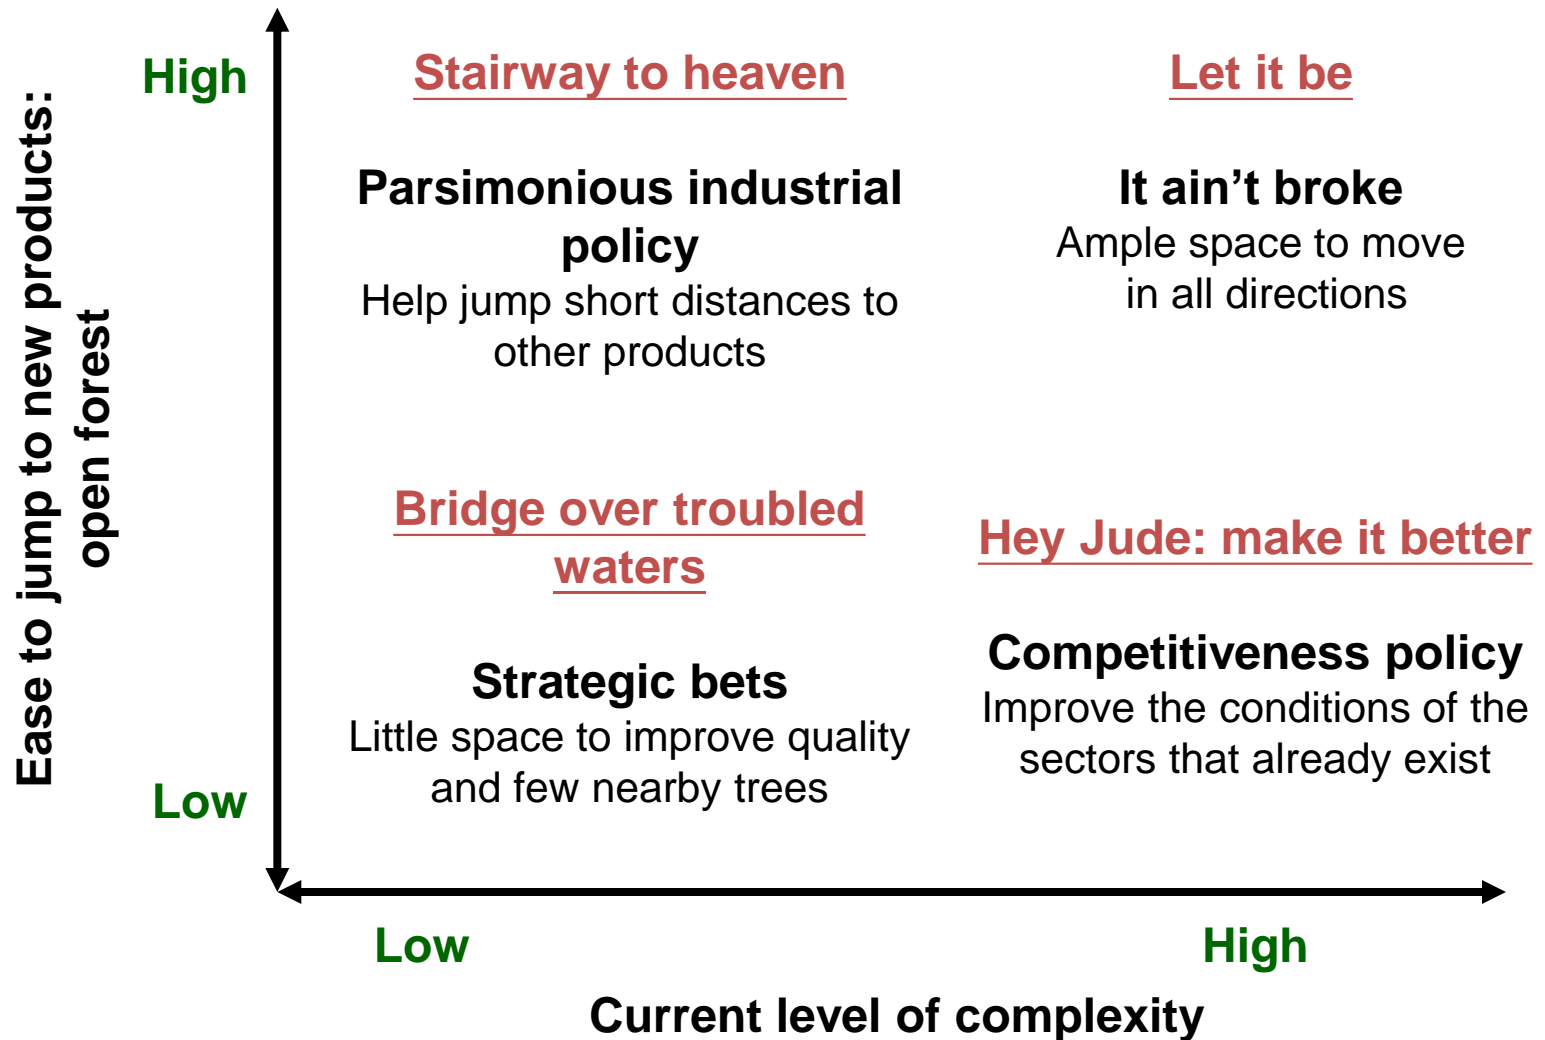 Ease to jump to new products:
open forest
High
Stairway to heaven
Parsimonious industrial
policy
Help jump short distances to
other products
Let it be
It ain’t broke
Ample space to move
in all directions
Bridge over troubled
waters
Strategic bets
Little space to improve quality
and few nearby trees
Hey Jude: make it better
Competitiveness policy
Improve the conditions of the
sectors that already exist
Low
Low
High
Current level of complexity